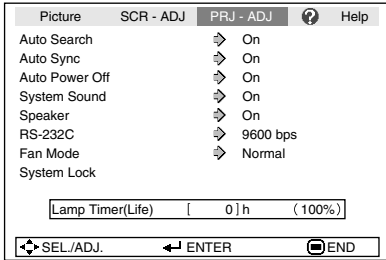 Picture SCR - ADJ PRJ - ADJ ? Help
Auto Search On
Auto Sync On
Auto Power Off On
System Sound On
Speaker On
RS-232C 9600 bps
Fan Mode Normal
System Lock
Lamp Timer(Life) [ 0 ] h (100%)
SEL./ADJ. ENTER END